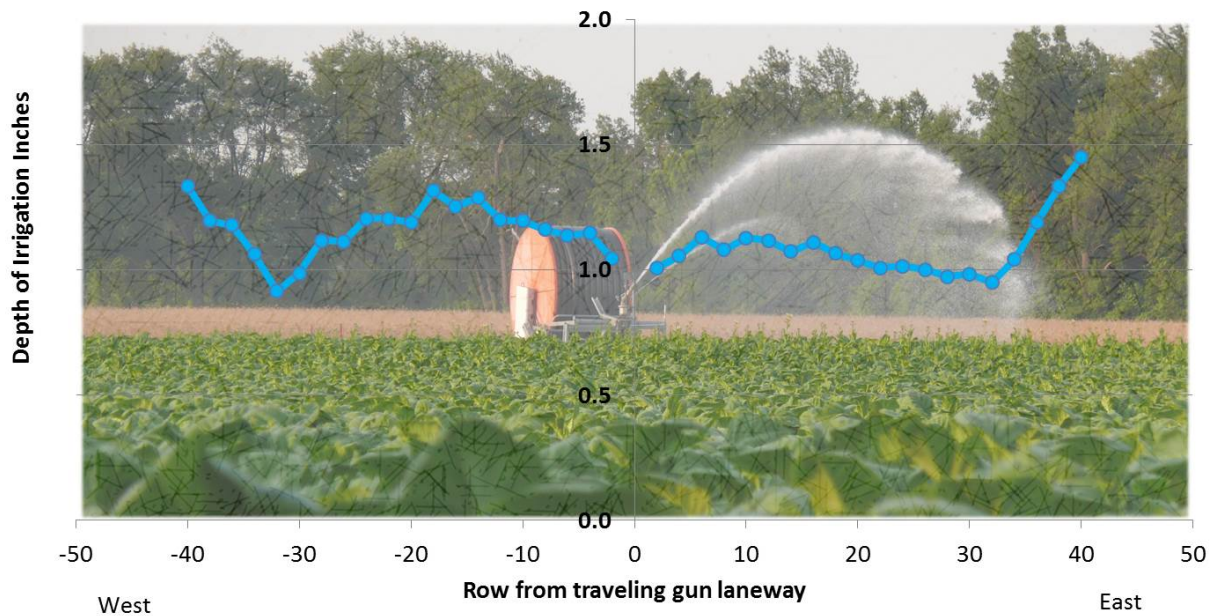 Depth of Irrigation Inches
2.0
1.5
1.0
0.5
0.0
-50 -40 -30 -20 -10 0 10 20 30 40 50
Row from traveling gun laneway
West
East